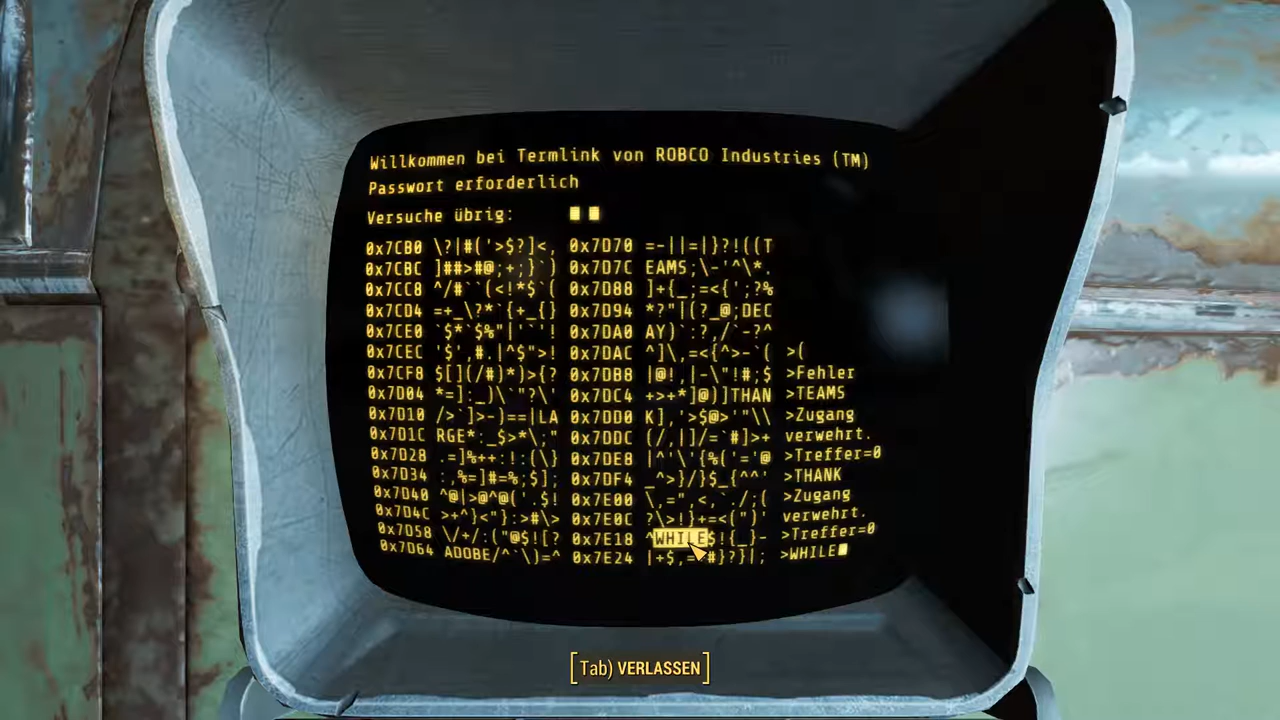 Willkommen bei Termlink von ROBCO Industries (TM)
Passwort erforderlich
Versuche übrig: ■ ■
0x7CB0 \?|#('>$?]<, 0x7D70 =-||=|}?!((T
0x7CBC ]##>#@;+;}`) 0x7D7C EAMS;\-'^\*.
0x7CC8 ^/#``(<!*$`( 0x7D88 ]+{_;=<{';?%
0x7CD4 =+_\?*`{+_{} 0x7D94 *?"|(?_@;DEC
0x7CE0 `$*`$%"|'`'! 0x7DA0 AY)`:?,/`-?^
0x7CEC '$',#.|^$">! 0x7DAC ^]\,=<{^>-`( >(
0x7CF8 $[](/#)*)>{? 0x7DB8 |@!,|-\"!#;$ >Fehler
0x7D04 *=]:_)\`"?\' 0x7DC4 +>+*]@)]THAN >TEAMS
0x7D10 />`]>-)==|LA 0x7DD0 K],'>$@>'"\\ >Zugang
0x7D1C RGE*:_$>*\;" 0x7DDC (/,|]/=`#]>+ verwehrt.
0x7D28 .=]%++:!:(\} 0x7DE8 |^'\'{%('='@ >Treffer=0
0x7D34 :,%=]#=%;$]; 0x7DF4 _^>}/}$_{^^' >THANK
0x7D40 ^@|>@^@('.$! 0x7E00 \,=",<,`./;( >Zugang
0x7D4C >+^}<"}:>#\> 0x7E0C ?\>!}+=<(")' verwehrt.
0x7D58 \/+/:("@$![? 0x7E18 ^WHILE$!{_}- >Treffer=0
0x7D64 ADOBE/^`\)=^ 0x7E24 |+$,=#}?}|; >WHILE■
[Tab) VERLASSEN]